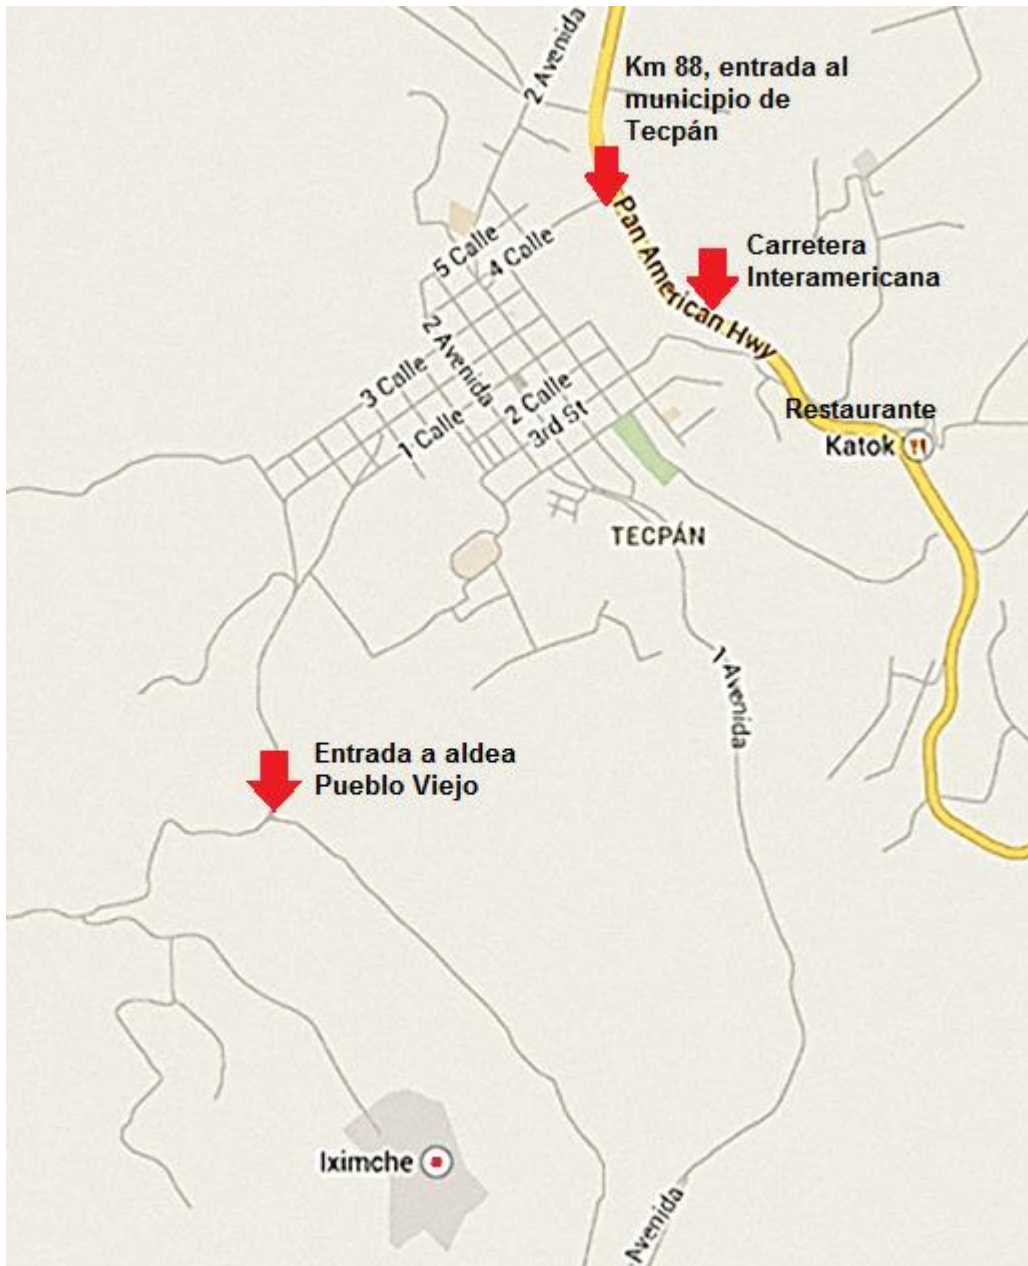 2 Avenida
Km 88, entrada al
municipio de
Tecpán
Pan American Hwy
Carretera
Interamericana
5 Calle
4 Calle
2 Avenida
3 Calle
2 Calle
1 Calle
3rd St
Restaurante
Katok
TECPÁN
1 Avenida
Entrada a aldea
Pueblo Viejo
Iximche
Avenida